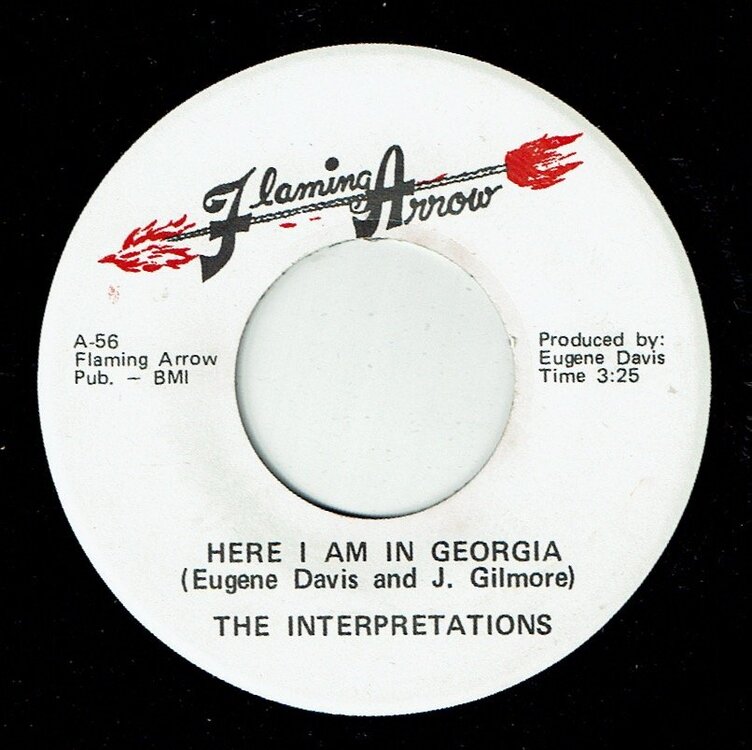 Flaming Arrow
A-56
Flaming Arrow
Pub. - BMI
Produced by:
Eugene Davis
Time 3:25
HERE I AM IN GEORGIA
(Eugene Davis and J. Gilmore)
THE INTERPRETATIONS